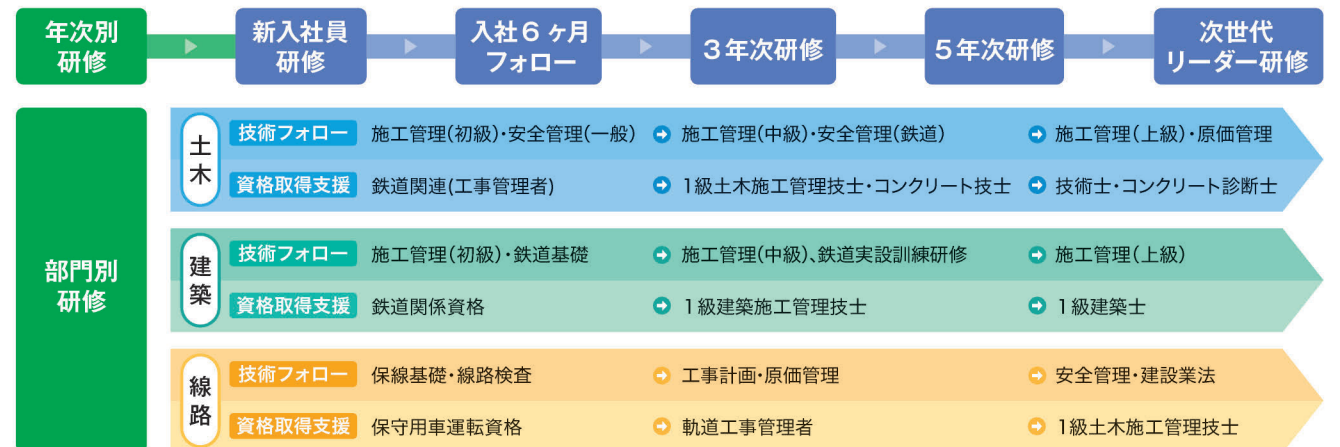 年次別
研修
新入社員
研修
入社6ヶ月
フォロー
3年次研修
5年次研修
次世代
リーダー研修
部門別
研修
土木
技術フォロー 施工管理(初級)・安全管理(一般) 施工管理(中級)・安全管理(鉄道) 施工管理(上級)・原価管理
資格取得支援 鉄道関連(工事管理者) 1級土木施工管理技士・コンクリート技士 技術士・コンクリート診断士
建築
技術フォロー 施工管理(初級)・鉄道基礎 施工管理(中級)、鉄道実設訓練研修 施工管理(上級)
資格取得支援 鉄道関係資格 1級建築施工管理技士 1級建築士
線路
技術フォロー 保線基礎・線路検査 工事計画・原価管理 安全管理・建設業法
資格取得支援 保守用車運転資格 軌道工事管理者 1級土木施工管理技士